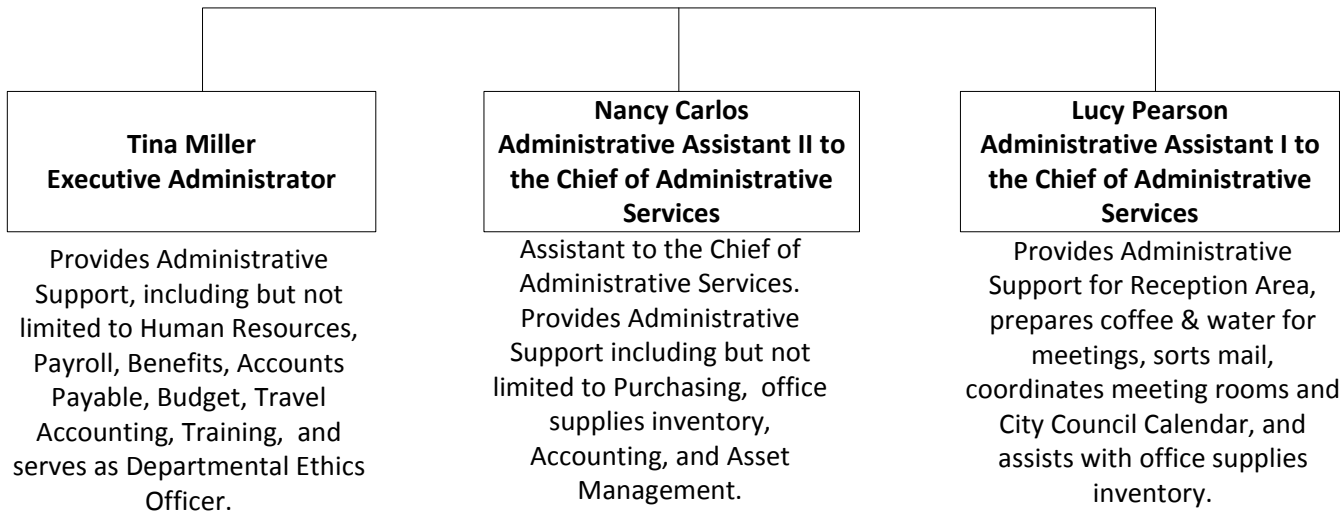 Tina Miller
Executive Administrator
Provides Administrative
Support, including but not
limited to Human Resources,
Payroll, Benefits, Accounts
Payable, Budget, Travel
Accounting, Training,  and
serves as Departmental Ethics
Officer.
Nancy Carlos
Administrative Assistant II to
the Chief of Administrative
Services
Assistant to the Chief of
Administrative Services.
Provides Administrative
Support including but not
limited to Purchasing,  office
supplies inventory,
Accounting, and Asset
Management.
Lucy Pearson
Administrative Assistant I to
the Chief of Administrative
Services
Provides Administrative
Support for Reception Area,
prepares coffee & water for
meetings, sorts mail,
coordinates meeting rooms and
City Council Calendar, and
assists with office supplies
inventory.